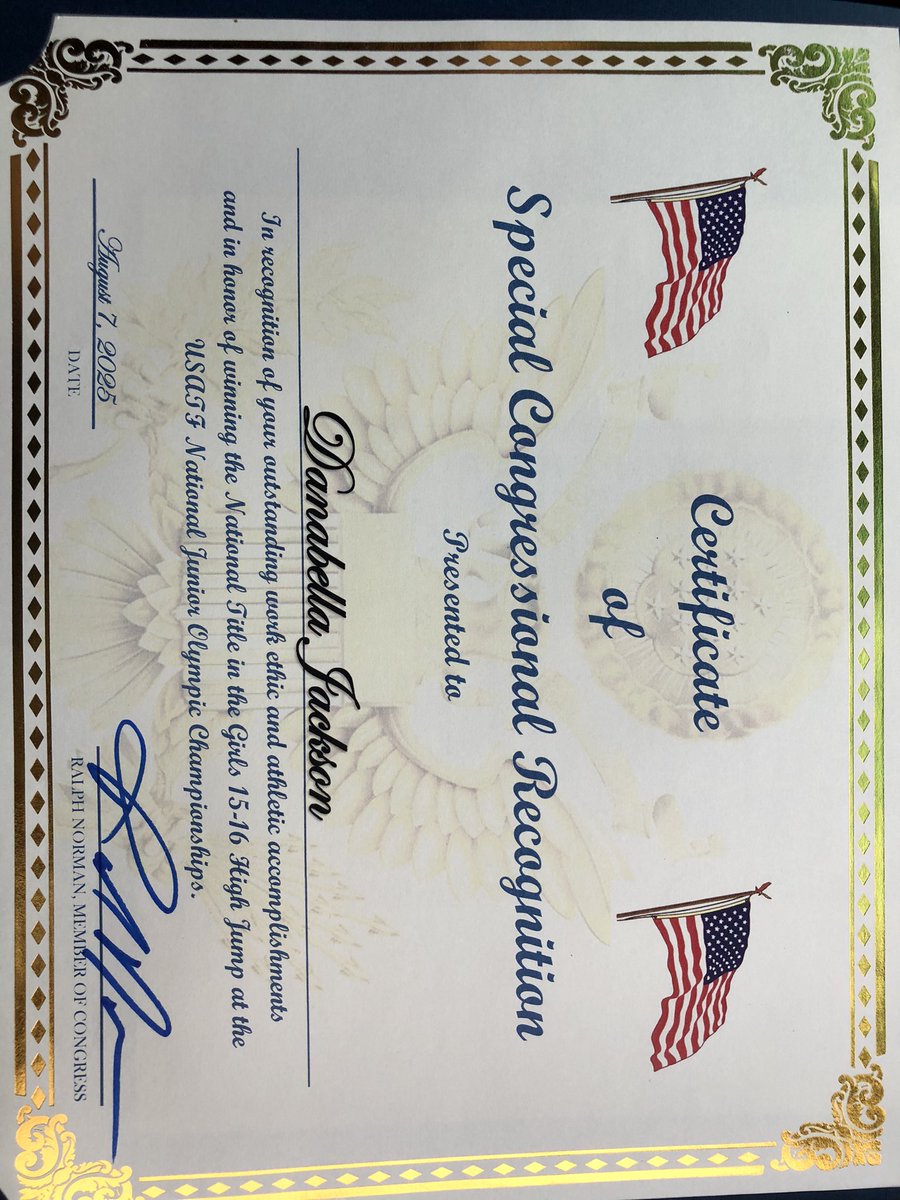 Certificate
of
Special Congressional Recognition
Presented to
Danabella Jackson
In recognition of your outstanding work ethic and athletic accomplishments
and in honor of winning the National Title in the Girls 15-16 High Jump at the
USATF National Junior Olympic Championships.
August 7, 2025
DATE
RALPH NORMAN, MEMBER OF CONGRESS